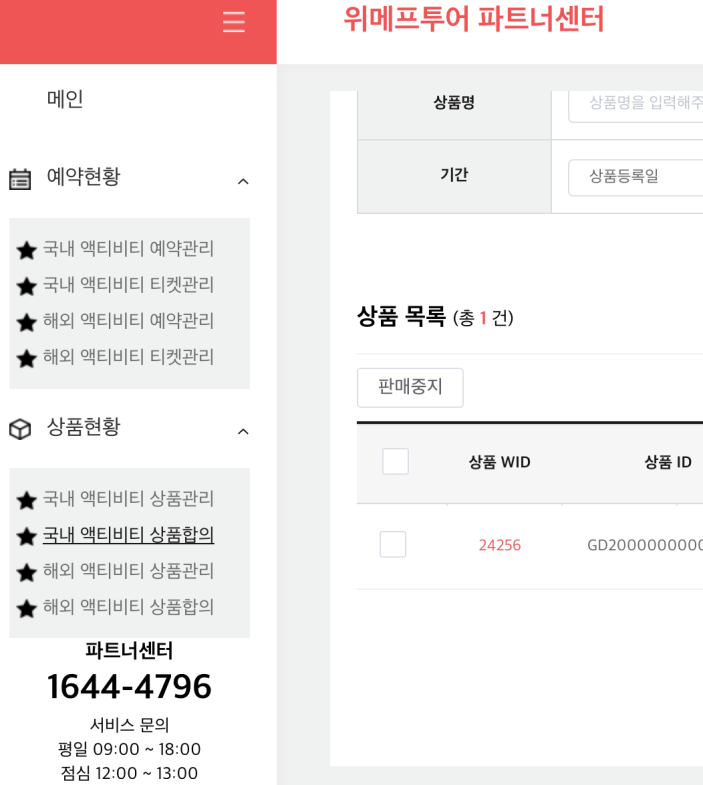 위메프투어 파트너센터
메인
예약현황
국내 액티비티 예약관리
국내 액티비티 티켓관리
해외 액티비티 예약관리
해외 액티비티 티켓관리
상품현황
국내 액티비티 상품관리
국내 액티비티 상품합의
해외 액티비티 상품관리
해외 액티비티 상품합의
파트너센터
1644-4796
서비스 문의
평일 09:00 ~ 18:00
점심 12:00 ~ 13:00
상품명 상품명을 입력해주
기간 상품등록일
상품 목록 (총 1 건)
판매중지
상품 WID 상품 ID
24256 GD2000000000